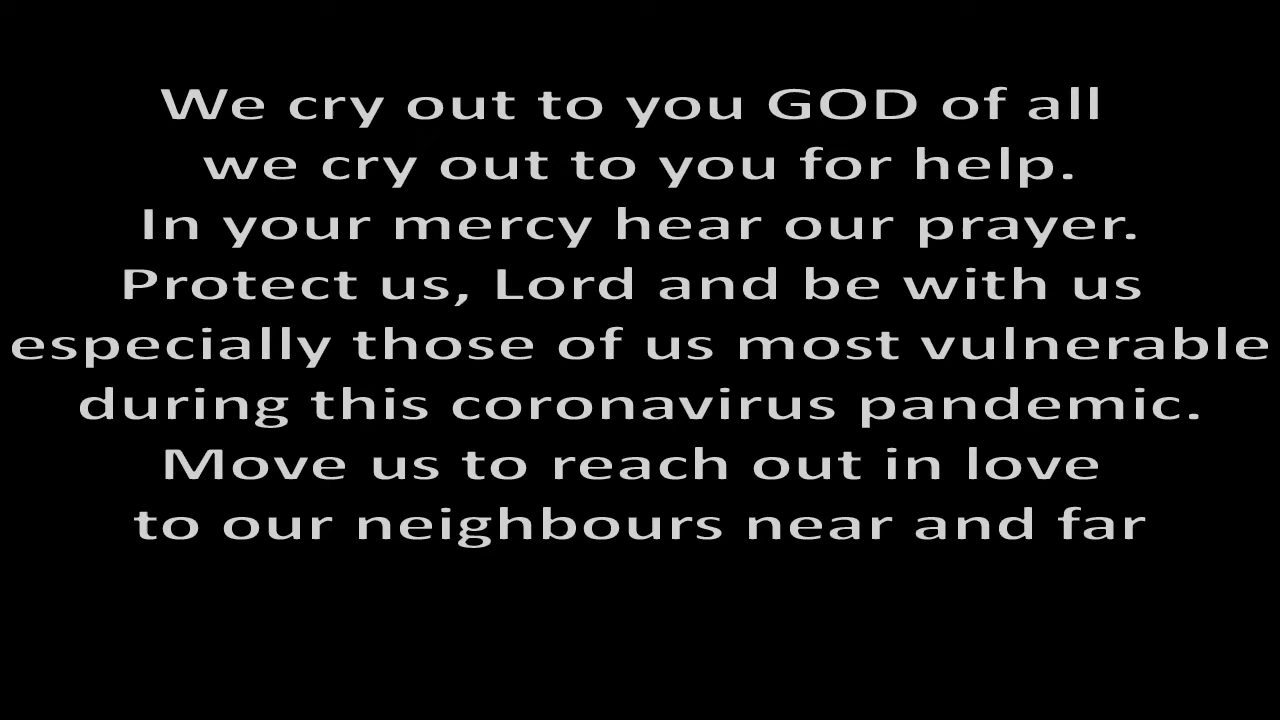 We cry out to you GOD of all
we cry out to you for help.
In your mercy hear our prayer.
Protect us, Lord and be with us
especially those of us most vulnerable
during this coronavirus pandemic.
Move us to reach out in love
to our neighbours near and far